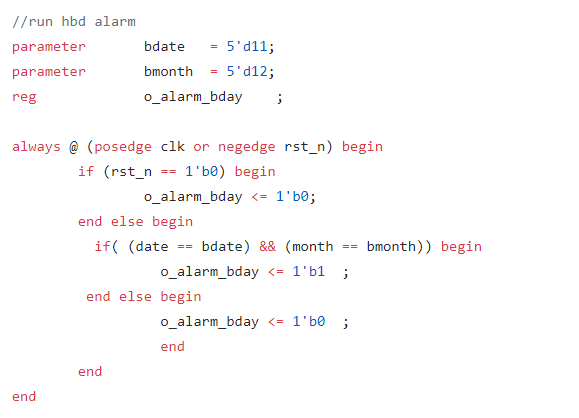 //run hbd alarm
parameter       bdate   = 5'd11;
parameter       bmonth  = 5'd12;
reg             o_alarm_bday    ;

always @ (posedge clk or negedge rst_n) begin
        if (rst_n == 1'b0) begin
                o_alarm_bday <= 1'b0;
        end else begin
          if( (date == bdate) && (month == bmonth)) begin
                  o_alarm_bday <= 1'b1  ;
         end else begin
                  o_alarm_bday <= 1'b0  ;
                  end
        end
end